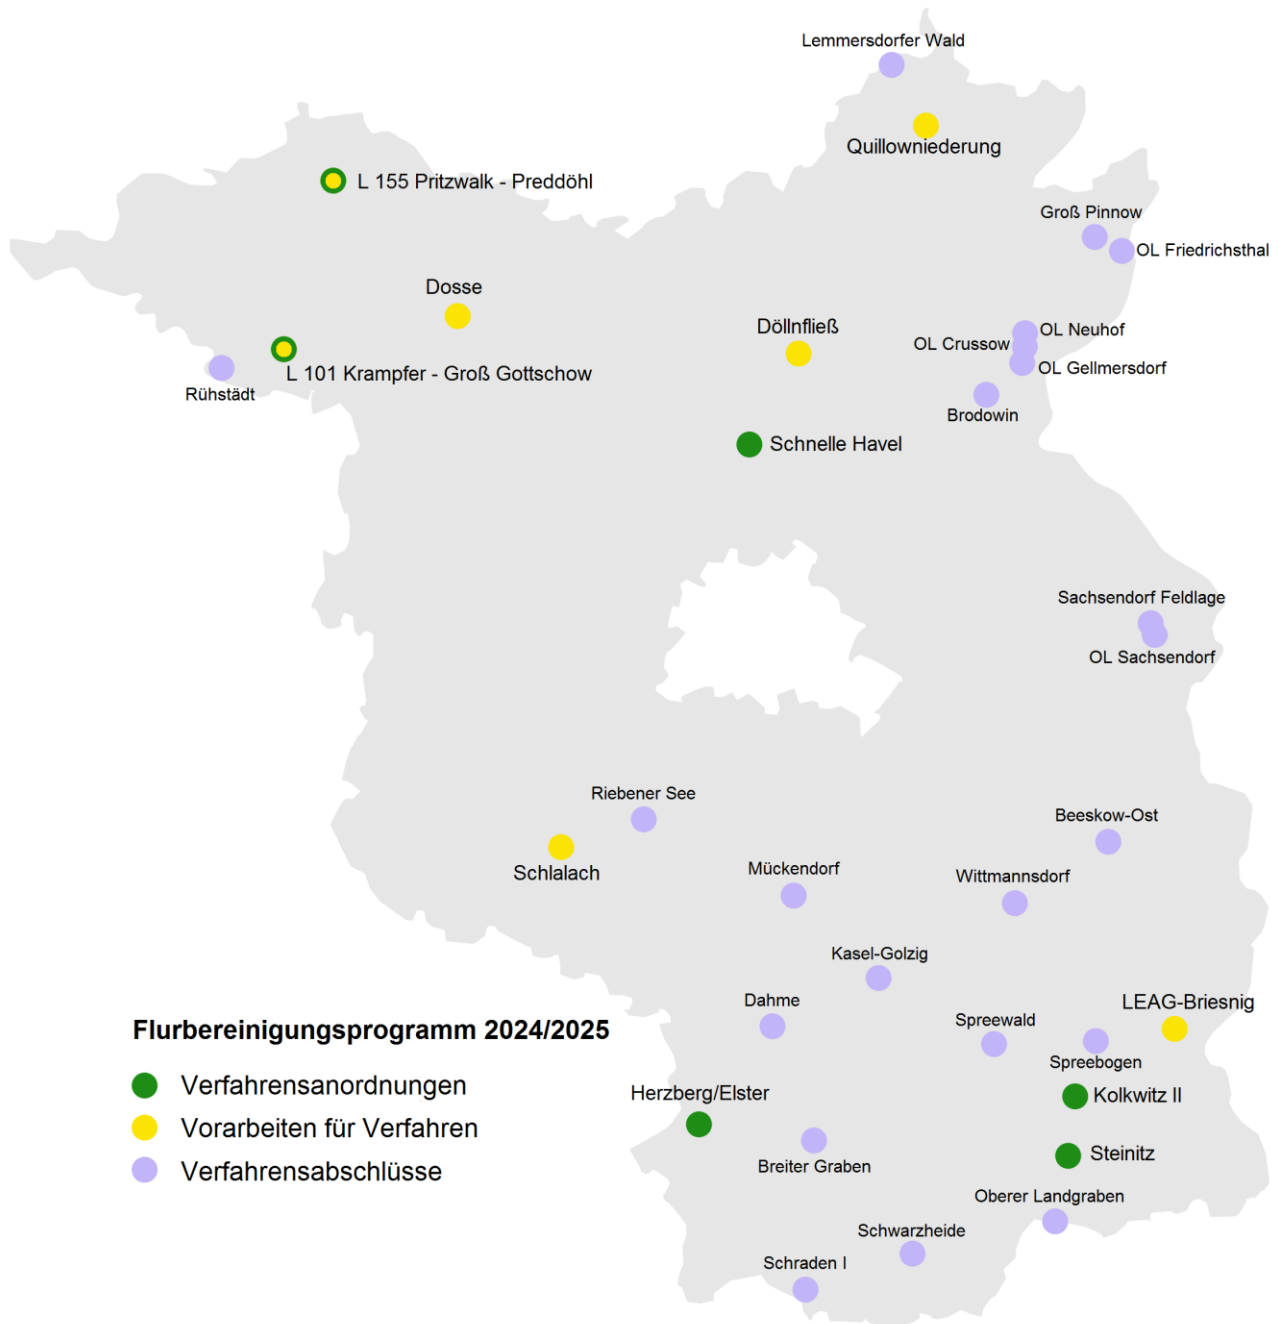 Lemmersdorfer Wald
Quillowniederung
L 155 Pritzwalk - Preddöhl
Groß Pinnow
OL Friedrichsthal
Dosse
Döllnfließ
OL Neuhof
OL Crussow
OL Gellmersdorf
L 101 Krampfer - Groß Gottschow
Rühstädt
Brodowin
Schnelle Havel
Sachsendorf Feldlage
OL Sachsendorf
Riebener See
Beeskow-Ost
Schlalach
Mückendorf
Wittmannsdorf
Kasel-Golzig
Dahme
LEAG-Briesnig
Spreewald
Spreebogen
Flurbereinigungsprogramm 2024/2025
Verfahrensanordnungen
Vorarbeiten für Verfahren
Verfahrensabschlüsse
Herzberg/Elster
Kolkwitz II
Breiter Graben
Steinitz
Oberer Landgraben
Schwarzheide
Schraden I